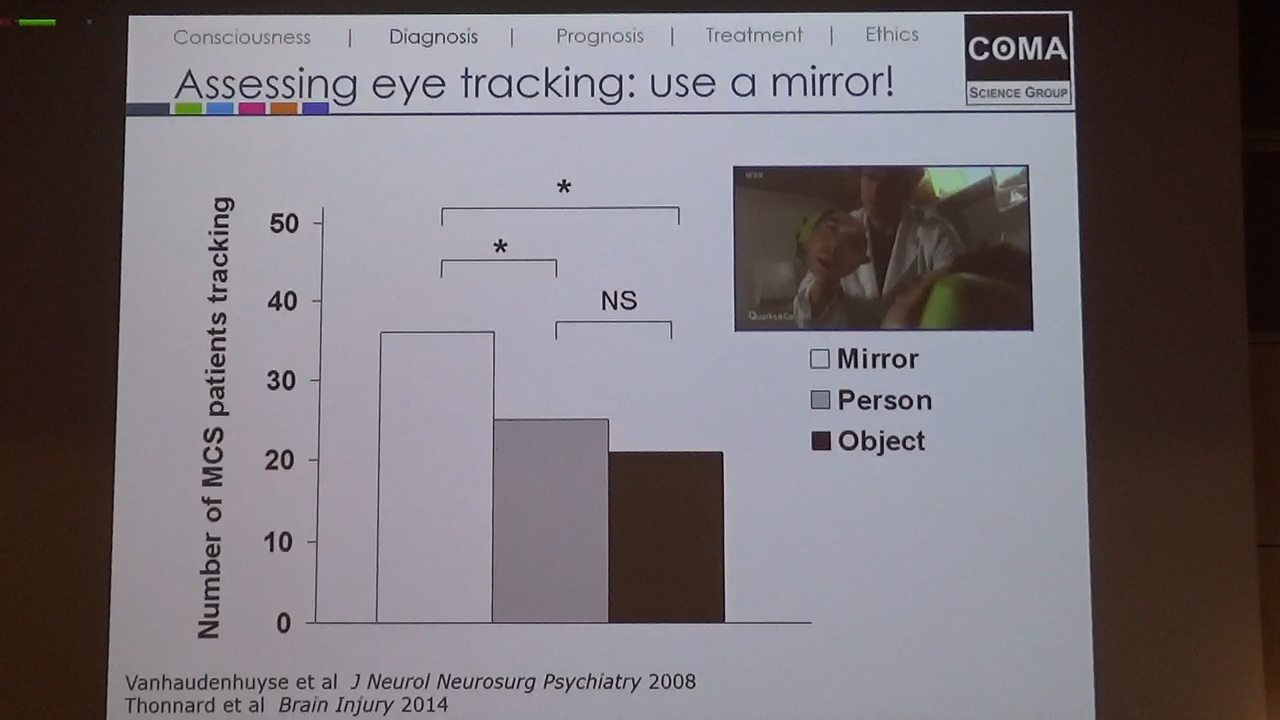 Consciousness | Diagnosis | Prognosis | Treatment | Ethics
COMA
SCIENCE GROUP
Assessing eye tracking: use a mirror!
Number of MCS patients tracking
50
40
30
20
10
0
*
*
NS
Mirror
Person
Object
Vanhaudenhuyse et al J Neurol Neurosurg Psychiatry 2008
Thonnard et al Brain Injury 2014